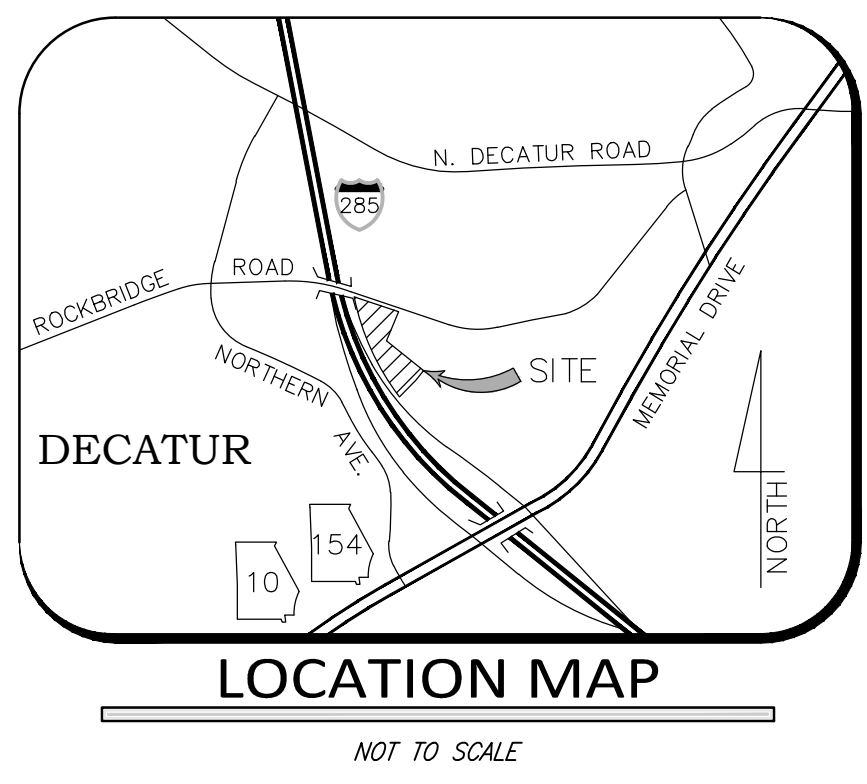 N. DECATUR ROAD
285
ROCKBRIDGE ROAD
NORTHERN AVE.
SITE
MEMORIAL DRIVE
DECATUR
154
10
NORTH
LOCATION MAP
NOT TO SCALE